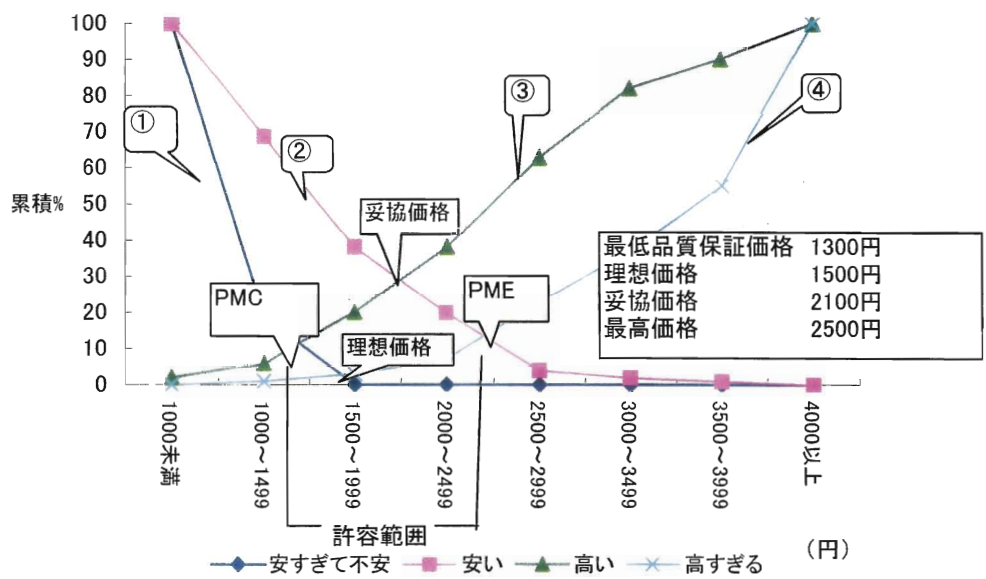 100
90
80
70
60
50
40
30
20
10
0
累積%
①
②
③
④
妥協価格
PMC
PME
理想価格
最低品質保証価格 1300円
理想価格 1500円
妥協価格 2100円
最高価格 2500円
1000未満
1000～1499
1500～1999
2000～2499
2500～2999
3000～3499
3500～3999
4000以上
許容範囲
(円)
安すぎて不安 安い 高い 高すぎる